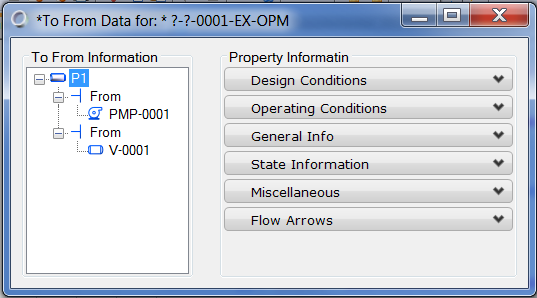 *To From Data for: * ?-?-0001-EX-OPM
To From Information
P1
From
PMP-0001
From
V-0001
Property Informatin
Design Conditions
Operating Conditions
General Info
State Information
Miscellaneous
Flow Arrows